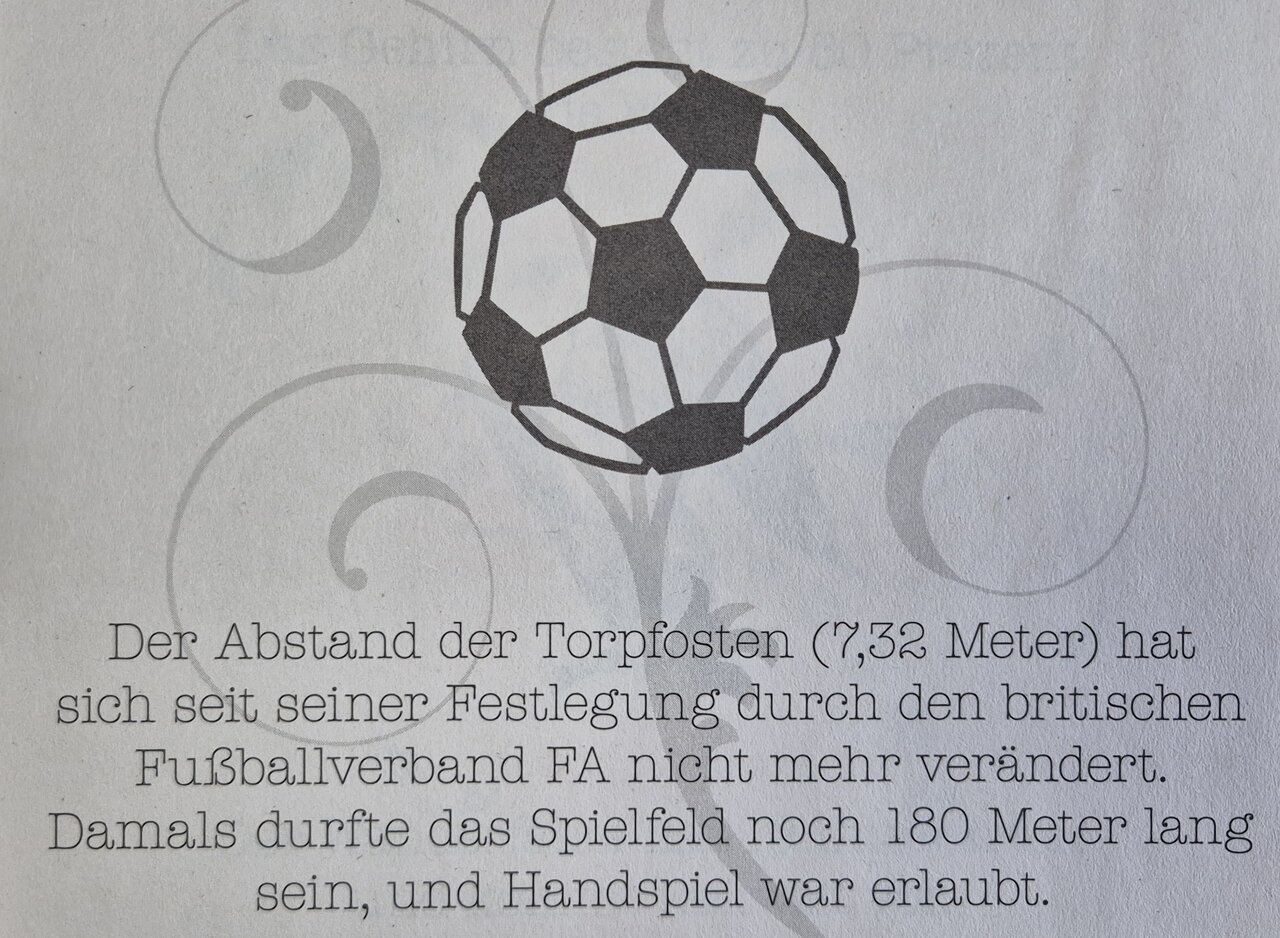 Der Abstand der Torpfosten (7,32 Meter) hat
sich seit seiner Festlegung durch den britischen
Fußballverband FA nicht mehr verändert.
Damals durfte das Spielfeld noch 180 Meter lang
sein, und Handspiel war erlaubt.